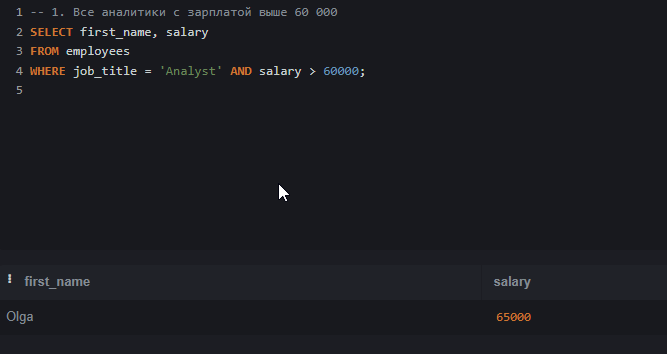 1 -- 1. Все аналитики с зарплатой выше 60 000
2 SELECT first_name, salary
3 FROM employees
4 WHERE job_title = 'Analyst' AND salary > 60000;
5
first_name salary
Olga 65000